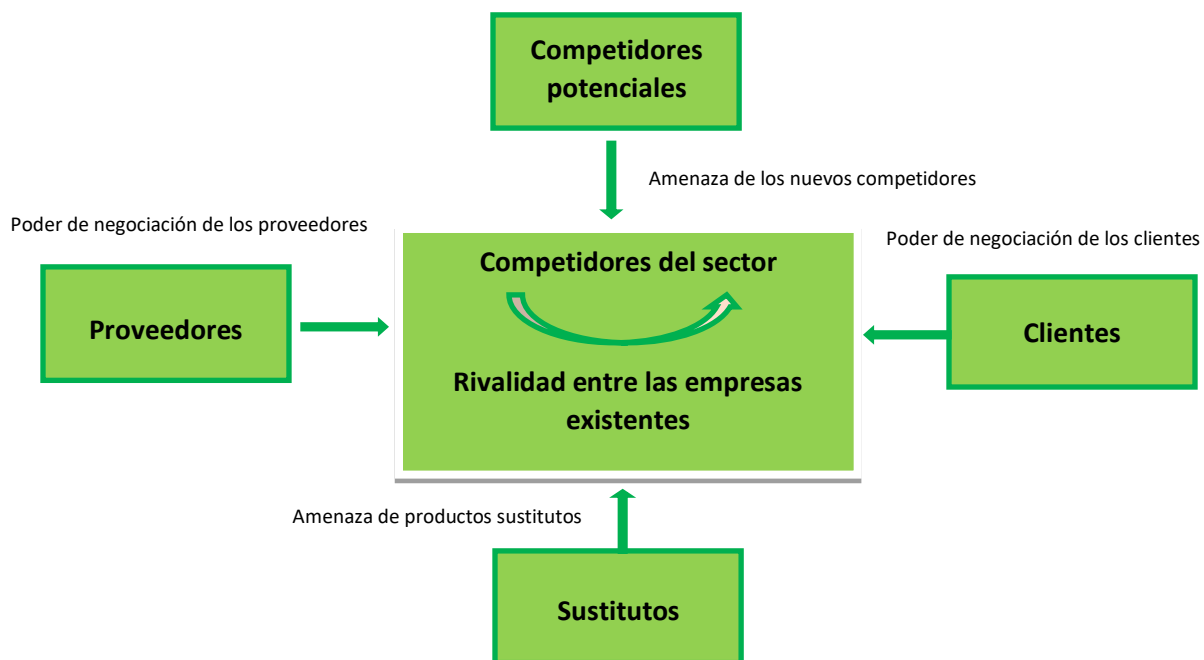 Competidores
potenciales
Amenaza de los nuevos competidores
Poder de negociación de los proveedores
Poder de negociación de los clientes
Competidores del sector
Proveedores
Clientes
Rivalidad entre las empresas
existentes
Amenaza de productos sustitutos
Sustitutos